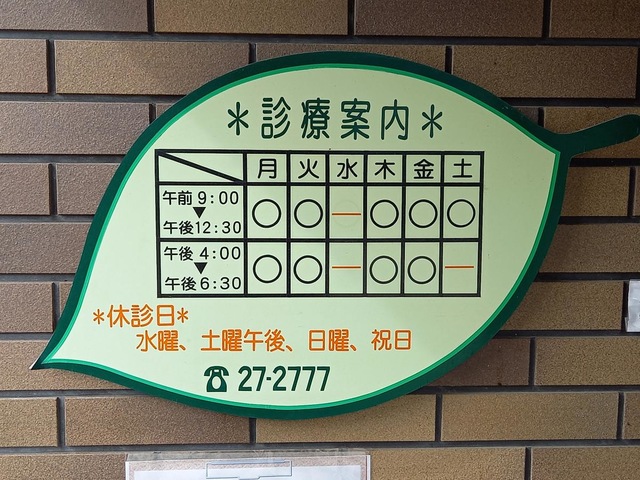 ＊診療案内＊
月 火 水 木 金 土
午前 9:00 ▼ 午後12:30 ○ ○ — ○ ○ ○
午後 4:00 ▼ 午後 6:30 ○ ○ — ○ ○ —
＊休診日＊
水曜、土曜午後、日曜、祝日
☎ 27-2777